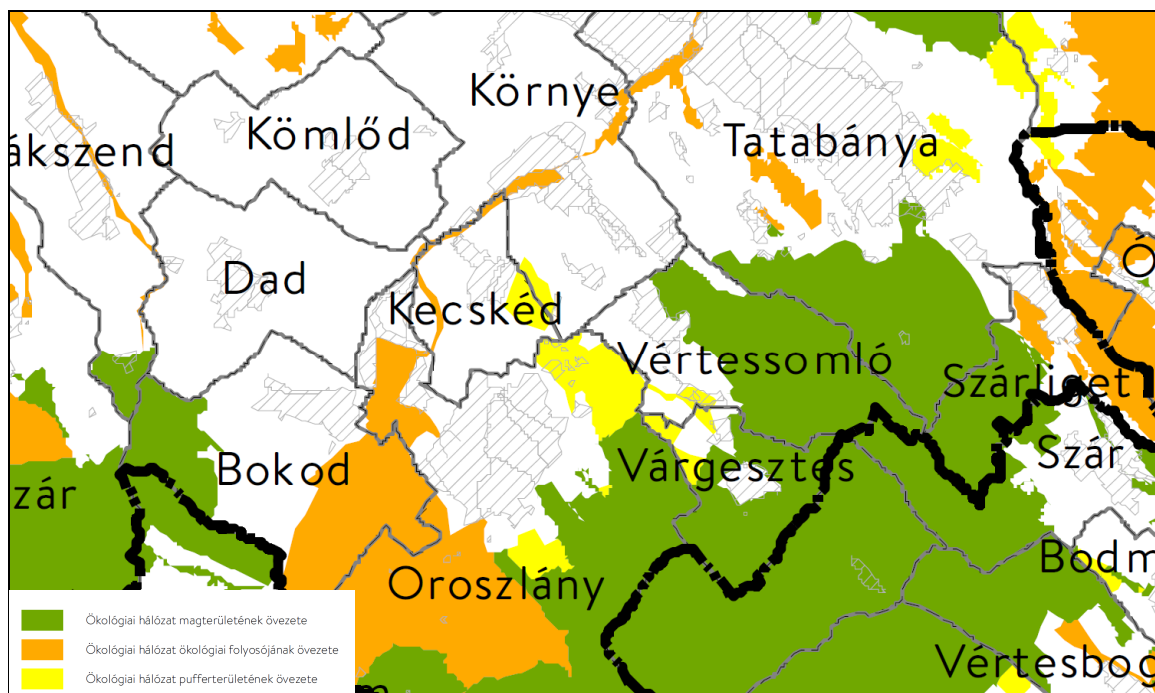 Környe
Kömlőd
Tatabánya
ákszend
Dad
Ó
Kecskéd
Vértessomló
Szárliget
Szár
Bokod
Várgesztes
zár
Bodm
Oroszlány
Vértesbog
Ökológiai hálózat magterületének övezete
Ökológiai hálózat ökológiai folyosójának övezete
Ökológiai hálózat pufferterületének övezete